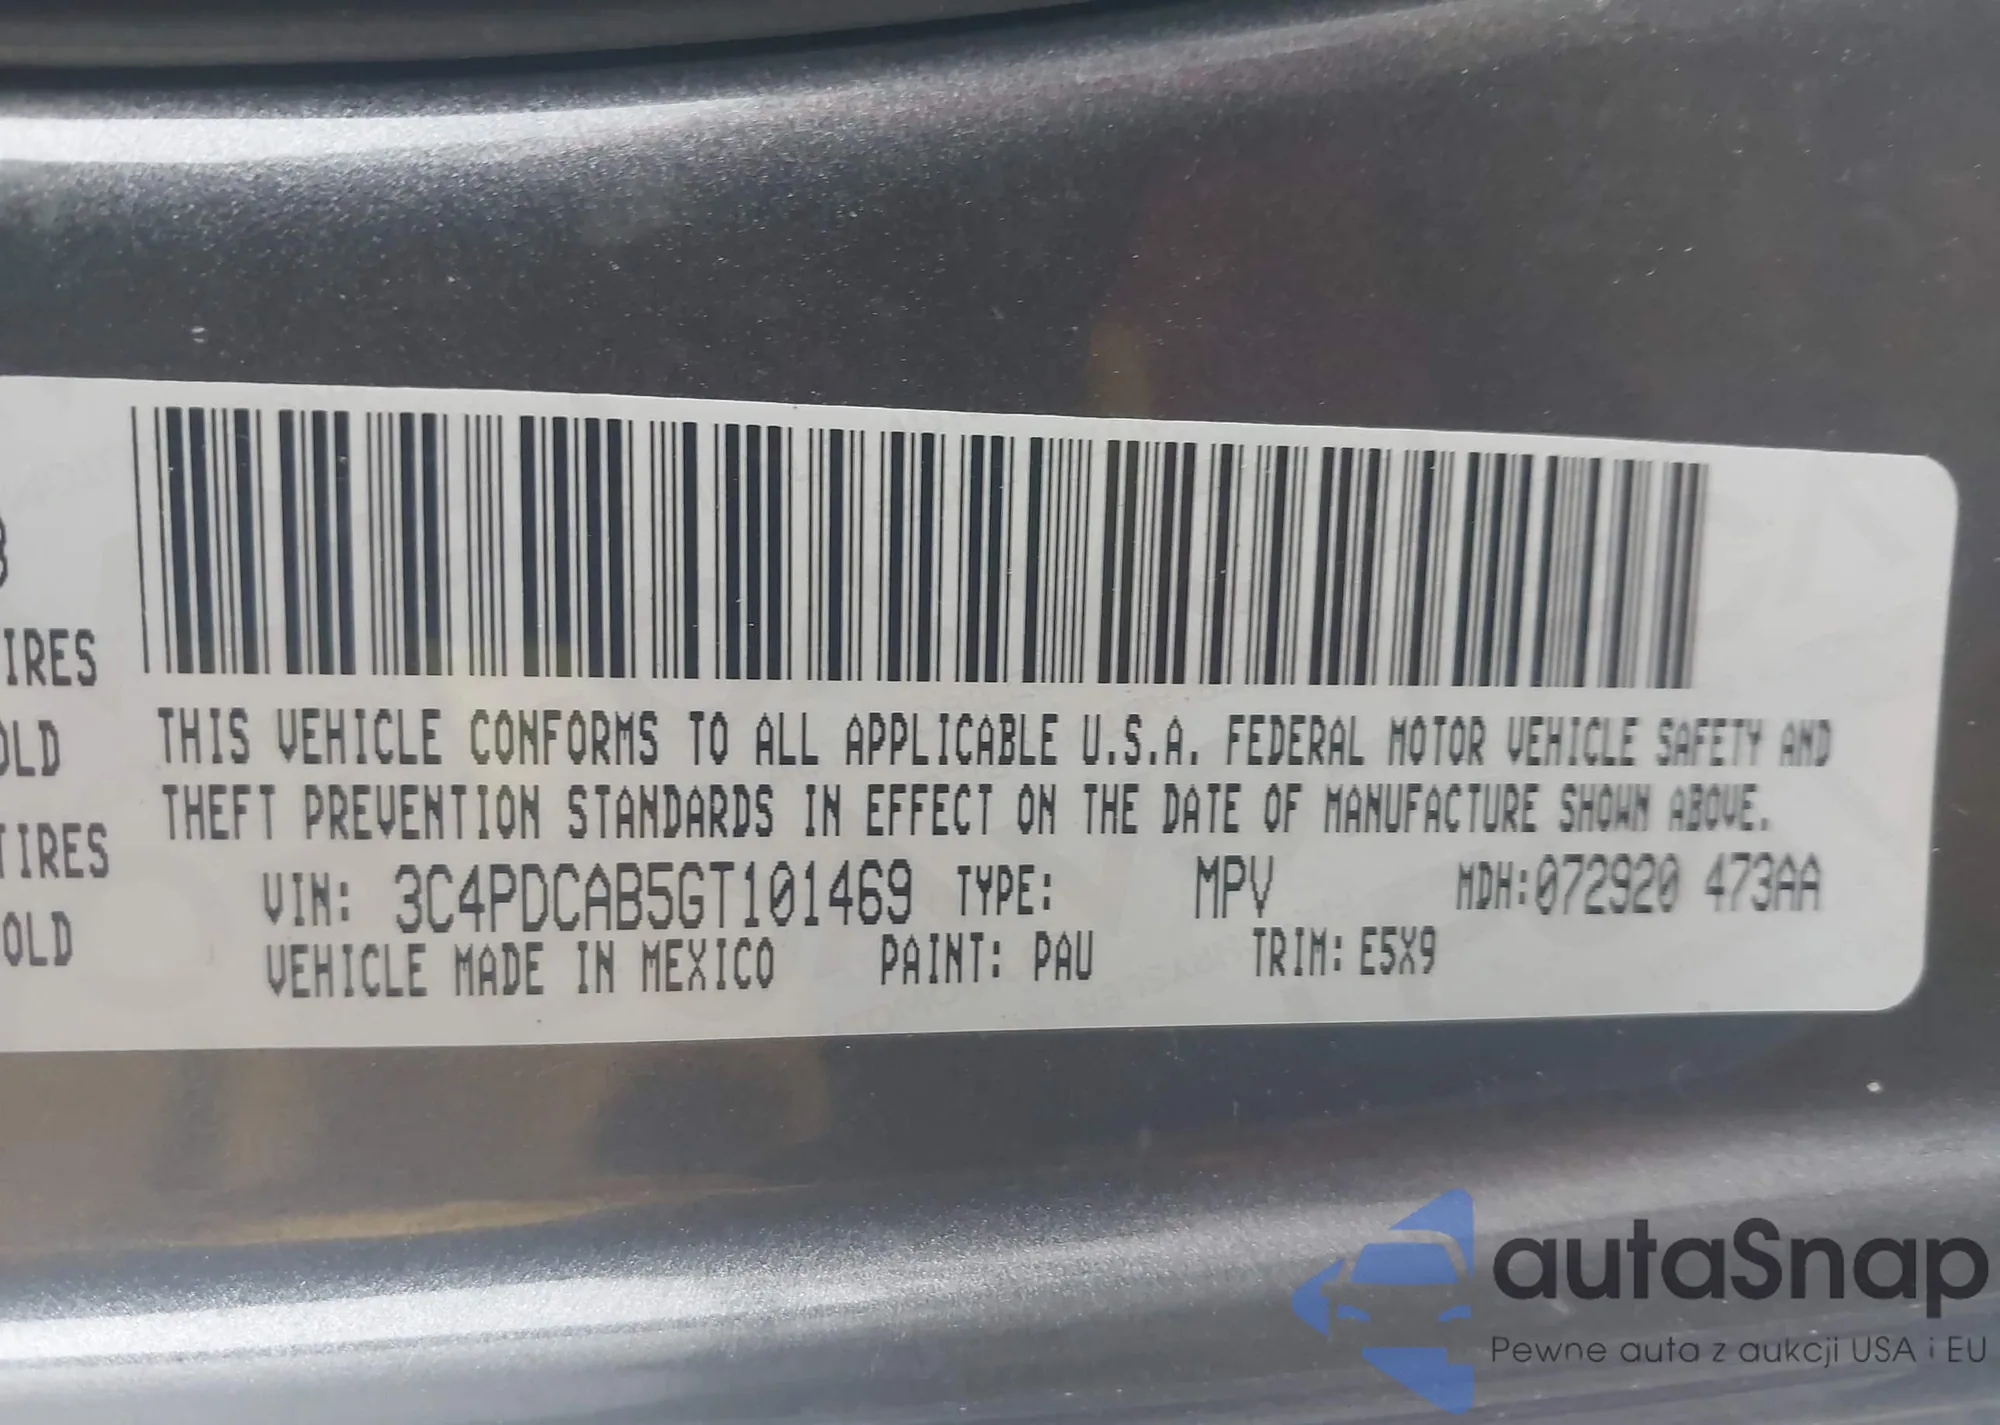 IRES
OLD
TIRES
OLD
THIS VEHICLE CONFORMS TO ALL APPLICABLE U.S.A. FEDERAL MOTOR VEHICLE SAFETY AND
THEFT PREVENTION STANDARDS IN EFFECT ON THE DATE OF MANUFACTURE SHOWN ABOVE.
VIN: 3C4PDCAB5GT101469 TYPE: MPV MDH:072920 473AA
VEHICLE MADE IN MEXICO PAINT: PAU TRIM: E5X9
autaSnap
Pewne auta z aukcji USA i EU